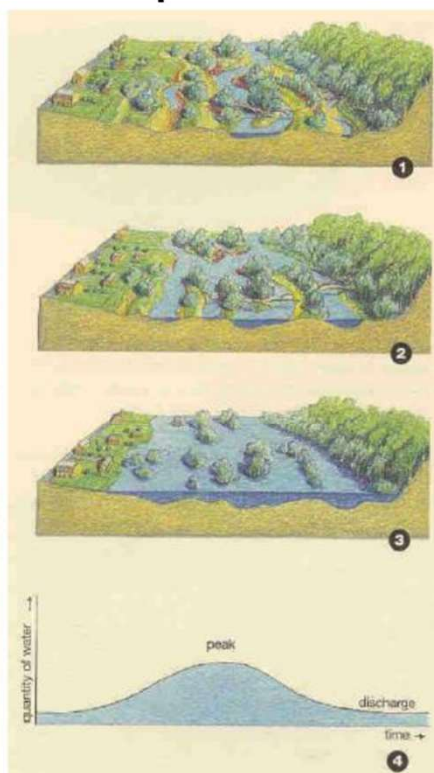 1
2
3
quantity of water →
peak
discharge
time →
4